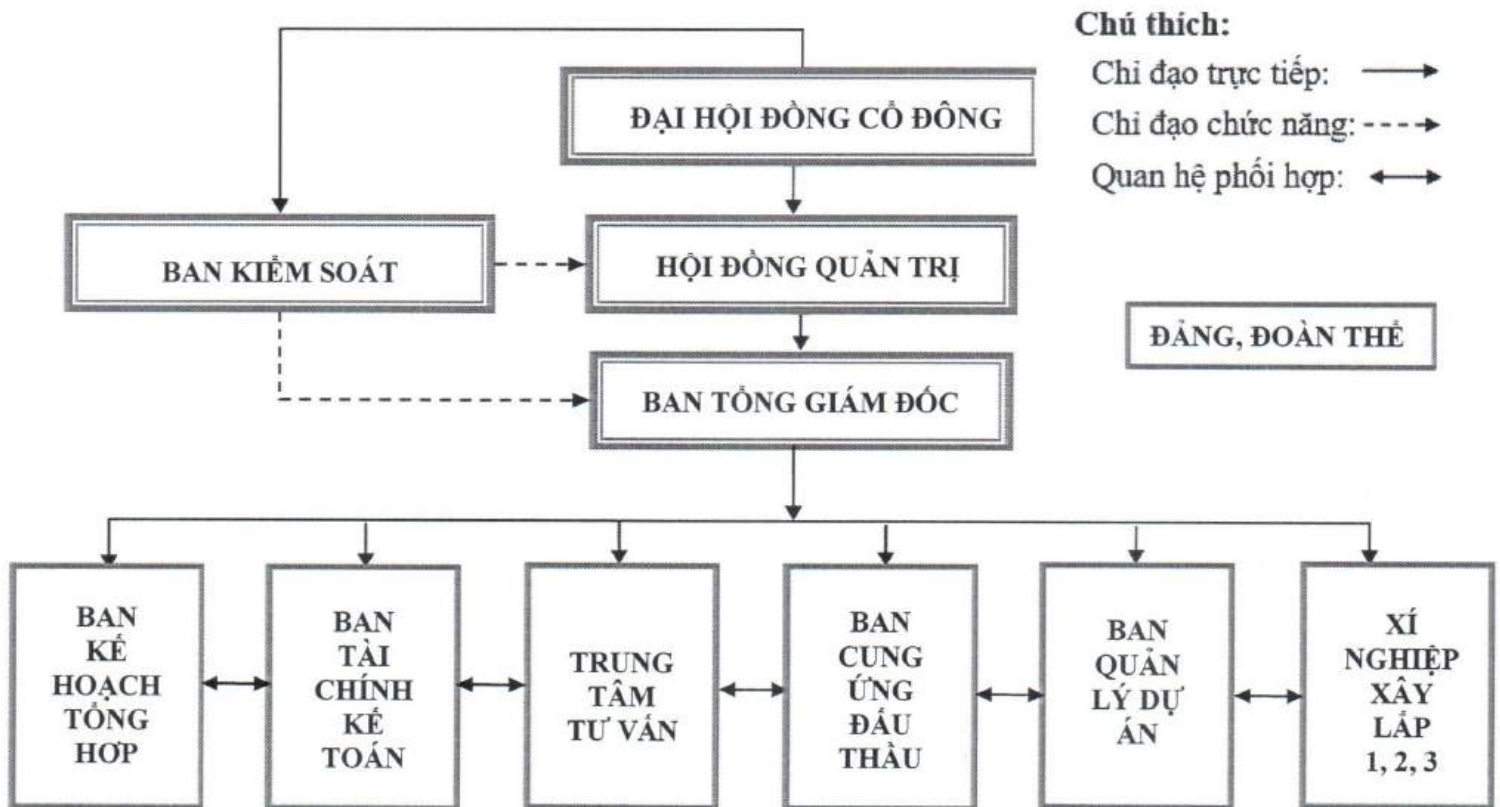 Chú thích:
Chỉ đạo trực tiếp:
Chỉ đạo chức năng:
Quan hệ phối hợp:
ĐẠI HỘI ĐỒNG CỔ ĐÔNG
BAN KIỂM SOÁT
HỘI ĐỒNG QUẢN TRỊ
ĐẢNG, ĐOÀN THỂ
BAN TỔNG GIÁM ĐỐC
BAN
KẾ
HOẠCH
TỔNG
HƠP
BAN
TÀI
CHÍNH
KẾ
TOÁN
TRUNG
TÂM
TƯ VẤN
BAN
CUNG
ỨNG
ĐẤU
THẦU
BAN
QUẢN
LÝ DỰ
ÁN
XÍ
NGHIỆP
XÂY
LẮP
1, 2, 3